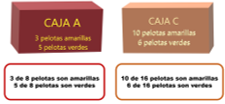 CAJA A
3 pelotas amarillas
5 pelotas verdes
CAJA C
10 pelotas amarillas
6 pelotas verdes
3 de 8 pelotas son amarillas
5 de 8 pelotas son verdes
10 de 16 pelotas son amarillas
6 de 16 pelotas son verdes